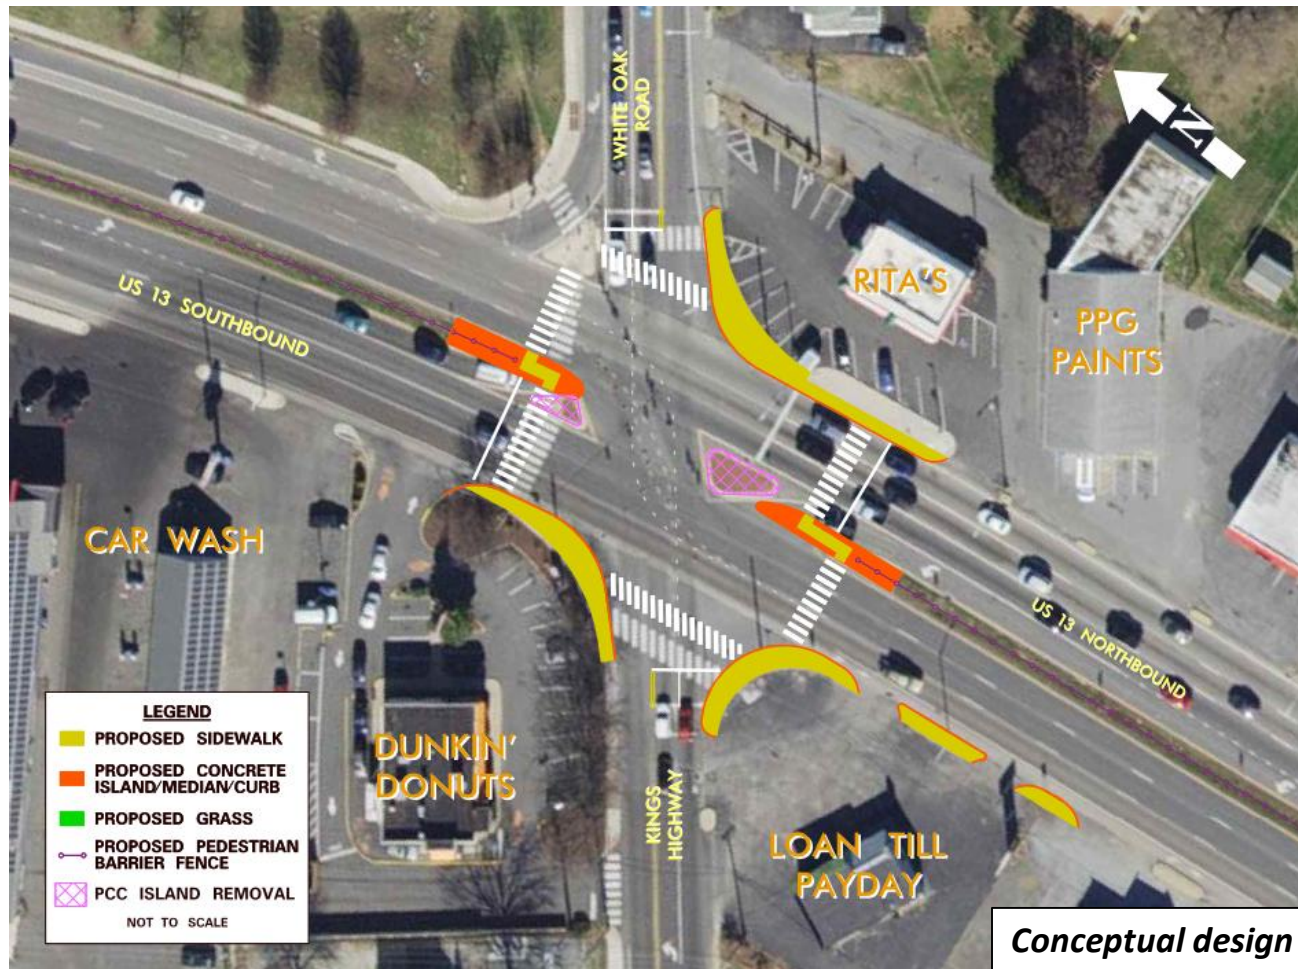 WHITE OAK
ROAD
N
RITA'S
PPG
PAINTS
US 13 SOUTHBOUND
CAR WASH
US 13 NORTHBOUND
DUNKIN'
DONUTS
KINGS
HIGHWAY
LOAN TILL
PAYDAY
LEGEND
PROPOSED SIDEWALK
PROPOSED CONCRETE
ISLAND/MEDIAN/CURB
PROPOSED GRASS
PROPOSED PEDESTRIAN
BARRIER FENCE
PCC ISLAND REMOVAL
NOT TO SCALE
Conceptual design